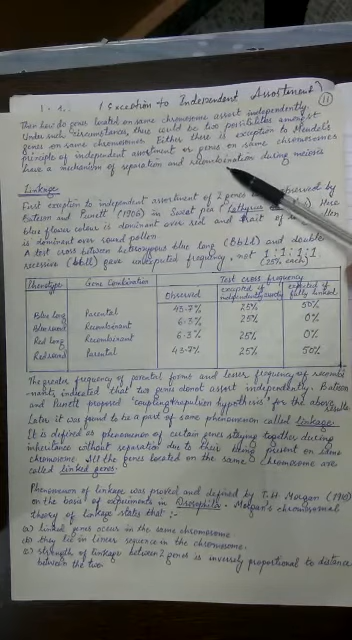 (Exception to Independent Assortment)
11
Then how do genes located on same chromosome assort independently
Under such circumstances, there could be two possibilities amongst
genes on same chromosomes. Either there is exception to Mendel's
principle of independent assortment or genes on same chromosomes
have a mechanism of separation and recombination during meiosis
Linkage
First exception to independent assortment of 2 genes observed by
Bateson and Punett (1906) in Sweet pea (Lathyrus Here
blue flower colour is dominant over red and trait of
is dominant over round pollen
A test cross between heterozygous blue long (BbLl) and double
recessive (bbll) gave unexpected frequency, not 1:1:1:1
(25% each)
Phenotype Gene Combination Test cross frequency
Observed expected if independently assort expected if fully linked
Blue long Parental 43.7% 25% 50%
Blue round Recombinant 6.3% 25% 0%
Red long Recombinant 6.3% 25% 0%
Red round Parental 43.7% 25% 50%
The greater frequency of parental forms and lower frequency of recombi
-nants indicated that two genes donot assort independently. Batson
and Punett proposed 'coupling+repulsion hypothesis' for the above
results
Later it was found to be a part of same phenomenon called linkage.
It is defined as phenomenon of certain genes staying together during
inheritance without separation due to their being present on same
chromosome. All the genes located on the same chromosome are
called linked genes.
Phenomenon of linkage was proved and defined by T.H Morgan (1910)
on the basis of experiments in Drosophila. Morgan's chromosomal
theory of linkage states that :-
(a) linked genes occur in the same chromosome
(b) they lie in linear sequence in the chromosome.
(c) strength of linkage between 2 genes is inversely proportional to distance
between the two